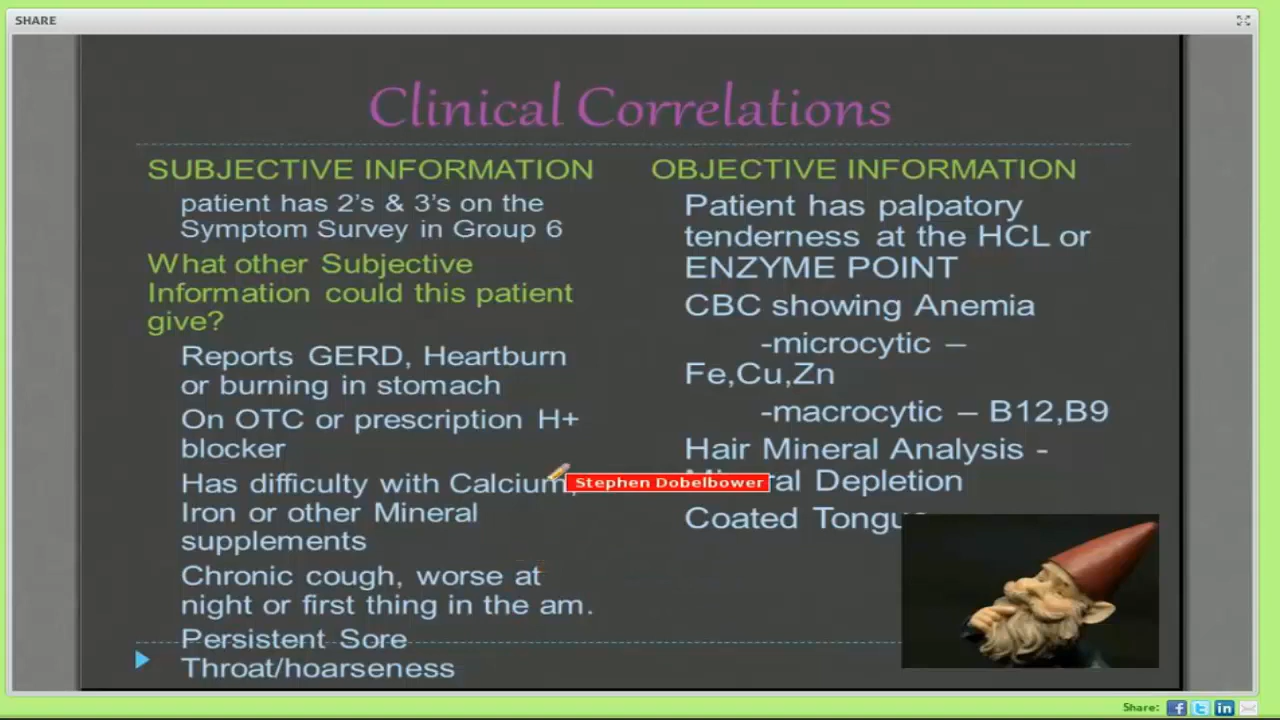 SHARE
Clinical Correlations
SUBJECTIVE INFORMATION
patient has 2's & 3's on the
Symptom Survey in Group 6
What other Subjective
Information could this patient
give?
Reports GERD, Heartburn
or burning in stomach
On OTC or prescription H+
blocker
Has difficulty with Calcium,
Iron or other Mineral
supplements
Chronic cough, worse at
night or first thing in the am.
Persistent Sore
Throat/hoarseness
OBJECTIVE INFORMATION
Patient has palpatory
tenderness at the HCL or
ENZYME POINT
CBC showing Anemia
-microcytic –
Fe,Cu,Zn
-macrocytic – B12,B9
Hair Mineral Analysis -
Depletion
Coated
Stephen Dobelbower
Share: